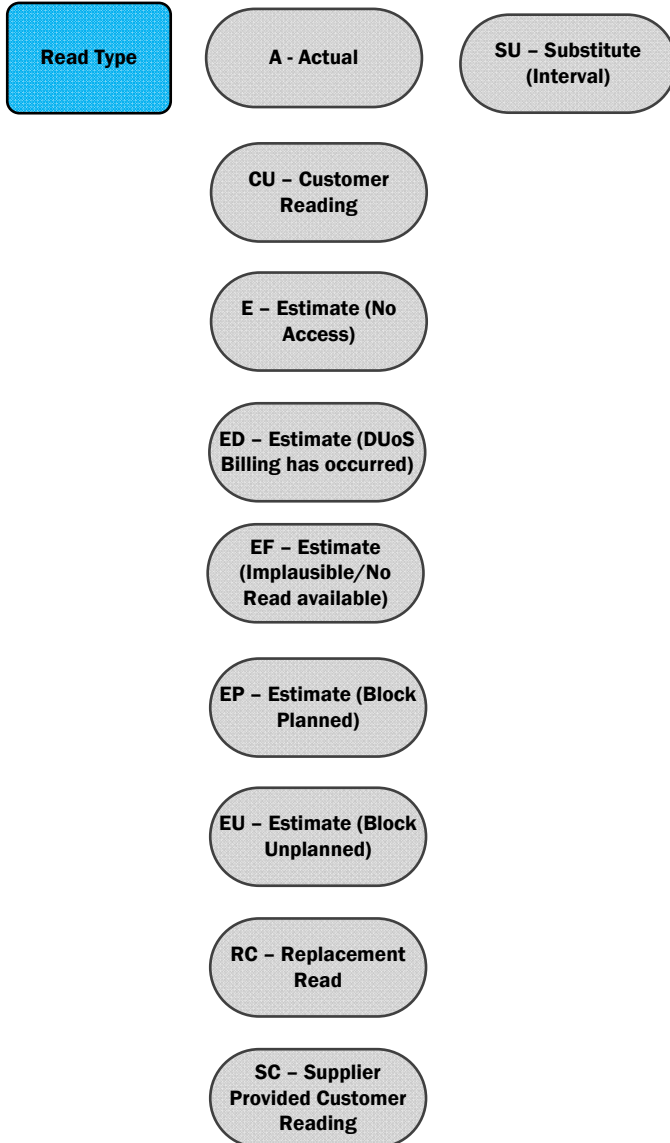 Read Type
A - Actual
SU – Substitute
(Interval)
CU – Customer
Reading
E – Estimate (No
Access)
ED – Estimate (DUoS
Billing has occurred)
EF – Estimate
(Implausible/No
Read available)
EP – Estimate (Block
Planned)
EU – Estimate (Block
Unplanned)
RC – Replacement
Read
SC – Supplier
Provided Customer
Reading